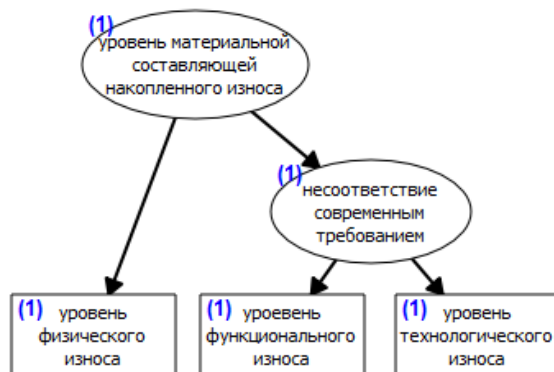 (1)
уровень материальной
составляющей
накопленного износа
(1)
несоответствие
современным
требованием
(1) уровень
физического
износа
(1) уроевень
функционального
износа
(1) уровень
технологического
износа